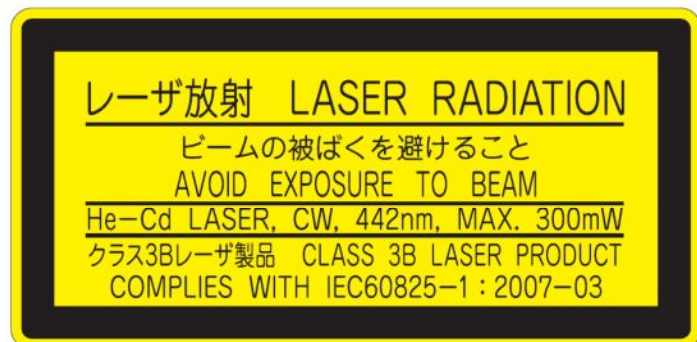 レーザ放射 LASER RADIATION
ビームの被ばくを避けること
AVOID EXPOSURE TO BEAM
He-Cd LASER, CW, 442nm, MAX. 300mW
クラス3Bレーザ製品 CLASS 3B LASER PRODUCT
COMPLIES WITH IEC60825-1:2007-03